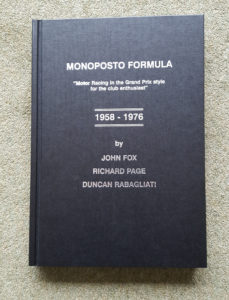 MONOPOSTO FORMULA
"Motor Racing in the Grand Prix style
for the club enthusiast"
1958 - 1976
by
JOHN FOX
RICHARD PAGE
DUNCAN RABAGLIATI